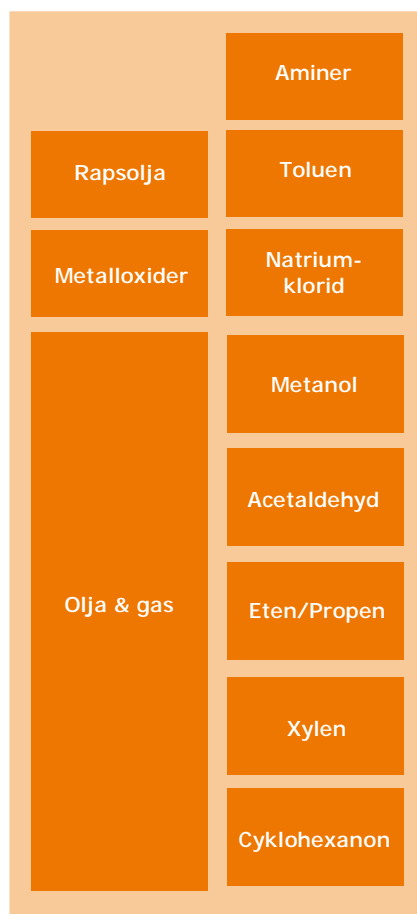 Aminer
Rapsolja
Toluen
Metalloxider
Natrium-
klorid
Metanol
Acetaldehyd
Olja & gas
Eten/Propen
Xylen
Cyklohexanon